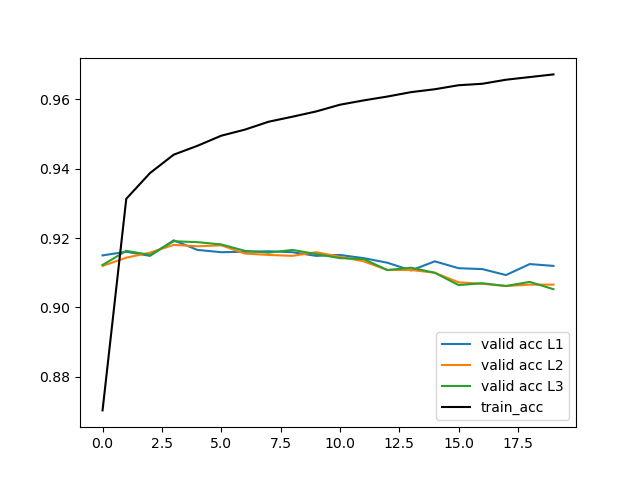 0.96
0.94
0.92
0.90
0.88
0.0 2.5 5.0 7.5 10.0 12.5 15.0 17.5
valid acc L1
valid acc L2
valid acc L3
train_acc